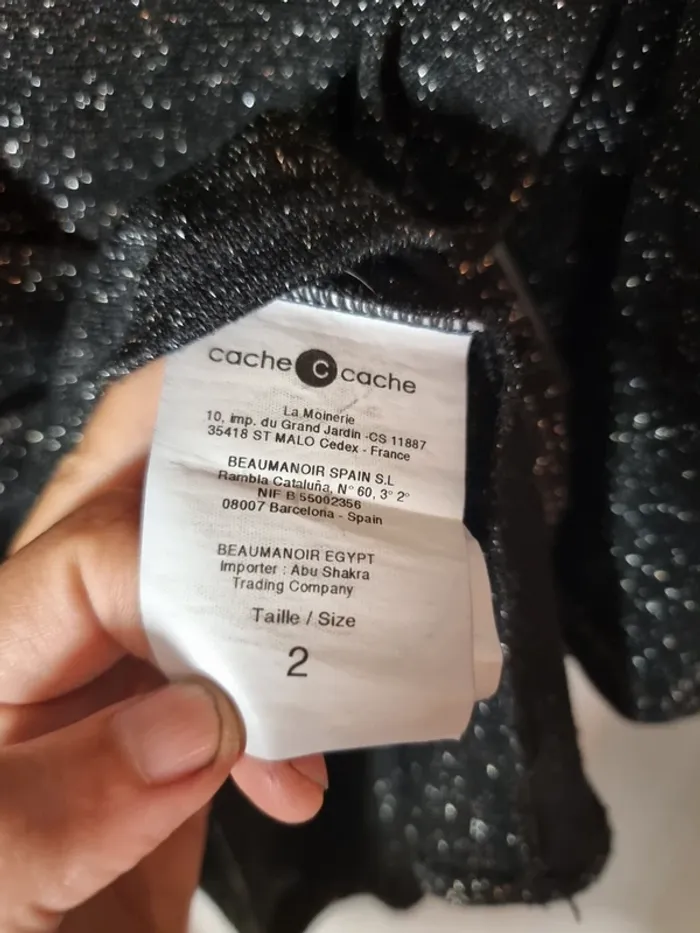 cache c cache
La Moinerie
10, imp. du Grand Jardin -CS 11887
35418 ST MALO Cedex - France
BEAUMANOIR SPAIN S.L
Rambla Cataluña, N° 60, 3° 2°
NIF B 55002356
08007 Barcelona - Spain
BEAUMANOIR EGYPT
Importer : Abu Shakra
Trading Company
Taille / Size
2